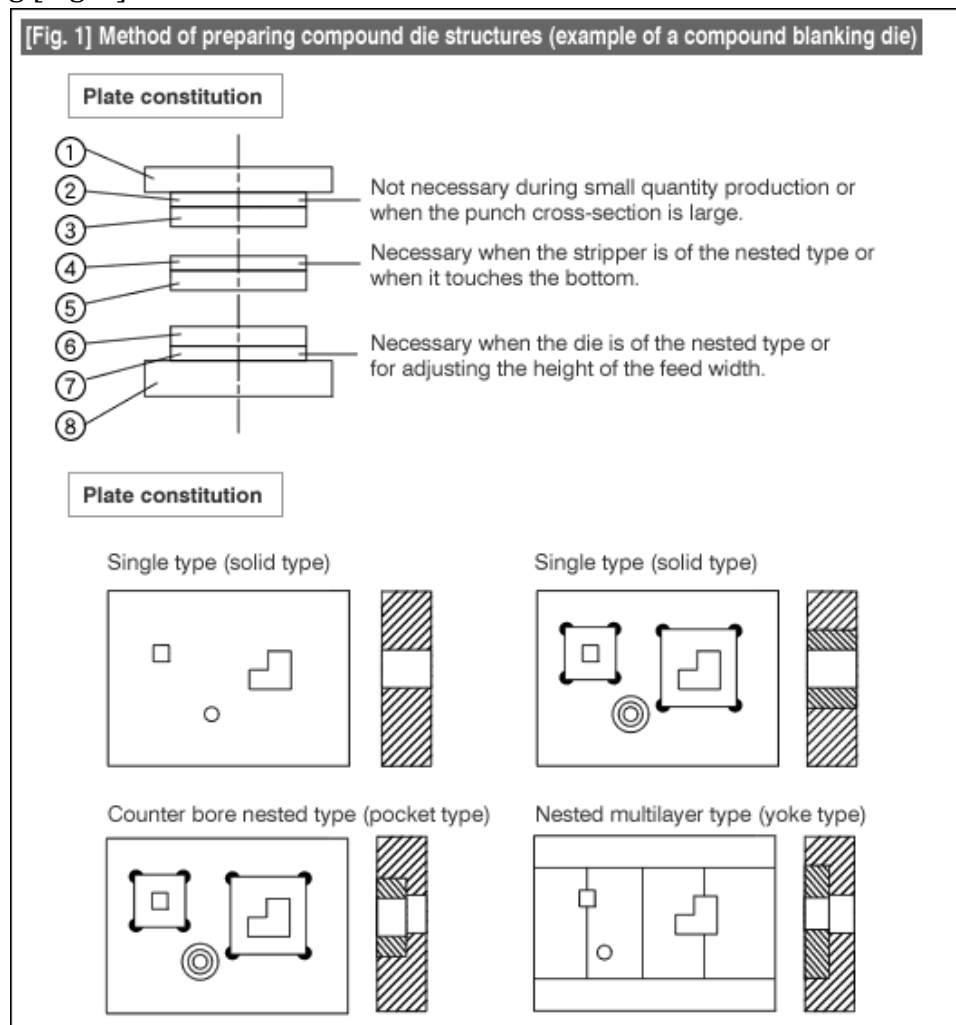 [Fig. 1] Method of preparing compound die structures (example of a compound blanking die)
Plate constitution
①
②
③
④
⑤
⑥
⑦
⑧
Not necessary during small quantity production or
when the punch cross-section is large.
Necessary when the stripper is of the nested type or
when it touches the bottom.
Necessary when the die is of the nested type or
for adjusting the height of the feed width.
Plate constitution
Single type (solid type)
Single type (solid type)
Counter bore nested type (pocket type)
Nested multilayer type (yoke type)